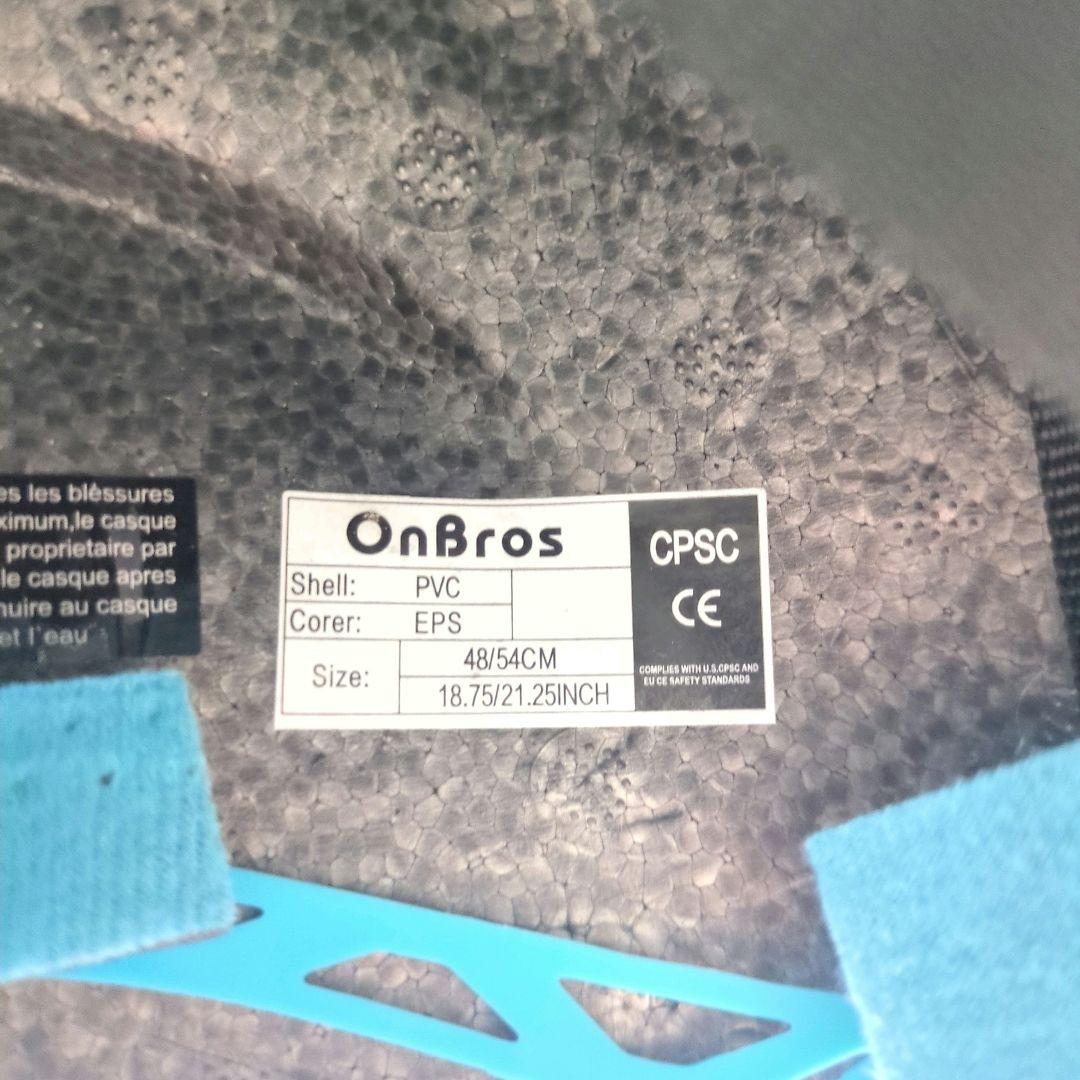 es les blèssures
ximum,le casque
proprietaire par
le casque apres
nuire au casque
et l'eau
OnBros
Shell: PVC
Corer: EPS
Size: 48/54CM
18.75/21.25INCH
CPSC
CE
COMPLIES WITH U.S.CPSC AND
EU CE SAFETY STANDARDS